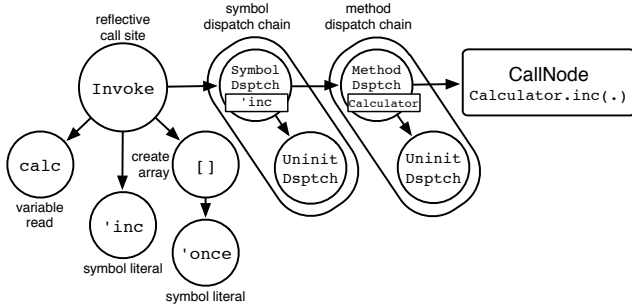 reflective
call site
symbol
dispatch chain
method
dispatch chain
Invoke
Symbol
Dsptch
'inc
Method
Dsptch
Calculator
CallNode
Calculator.inc(.)
calc
variable
read
create
array
[]
Uninit
Dsptch
Uninit
Dsptch
'inc
symbol literal
'once
symbol literal